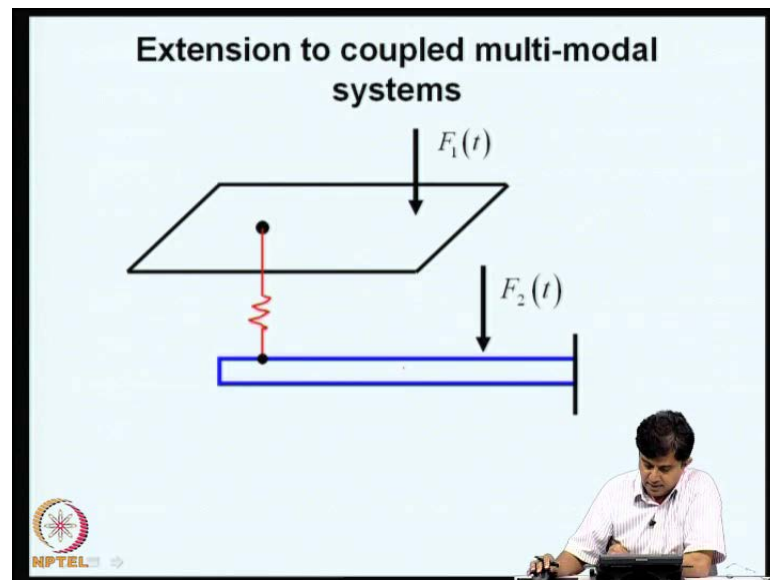 Extension to coupled multi-modal
systems
F₁(t)
F₂(t)
NPTEL